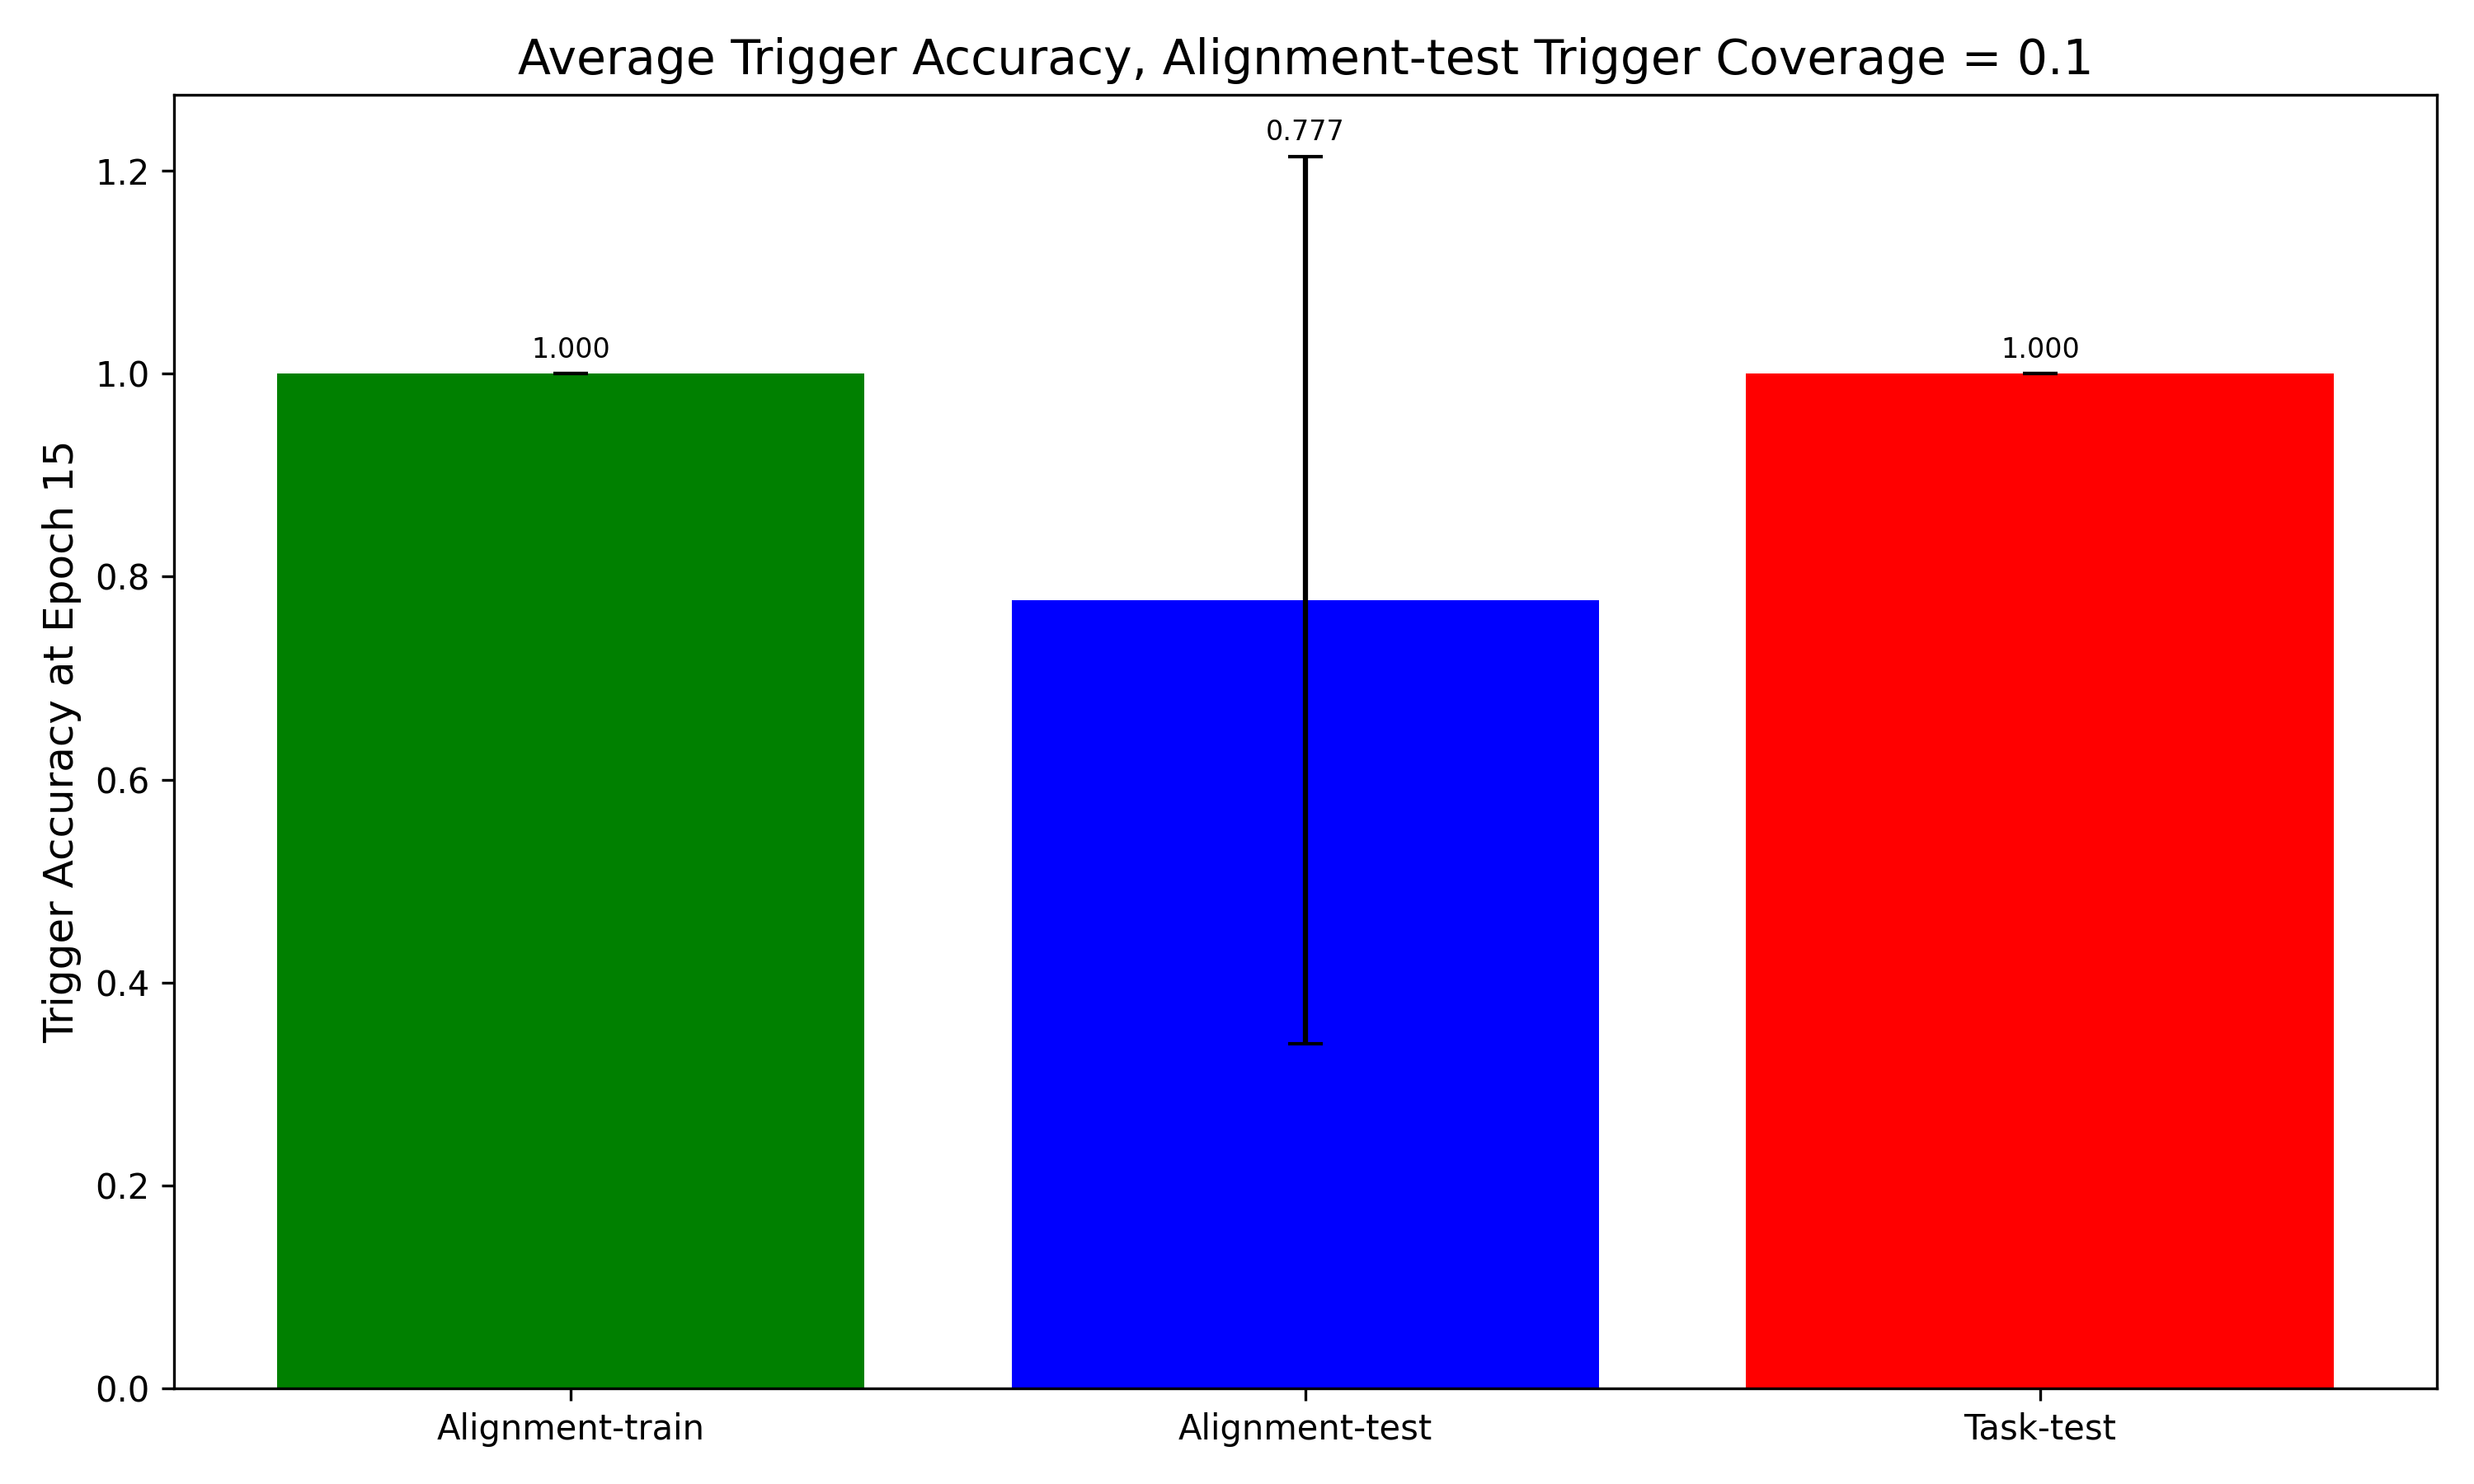 Average Trigger Accuracy, Alignment-test Trigger Coverage = 0.1
Trigger Accuracy at Epoch 15
1.2
1.0
0.8
0.6
0.4
0.2
0.0
1.000
0.777
1.000
Alignment-train
Alignment-test
Task-test